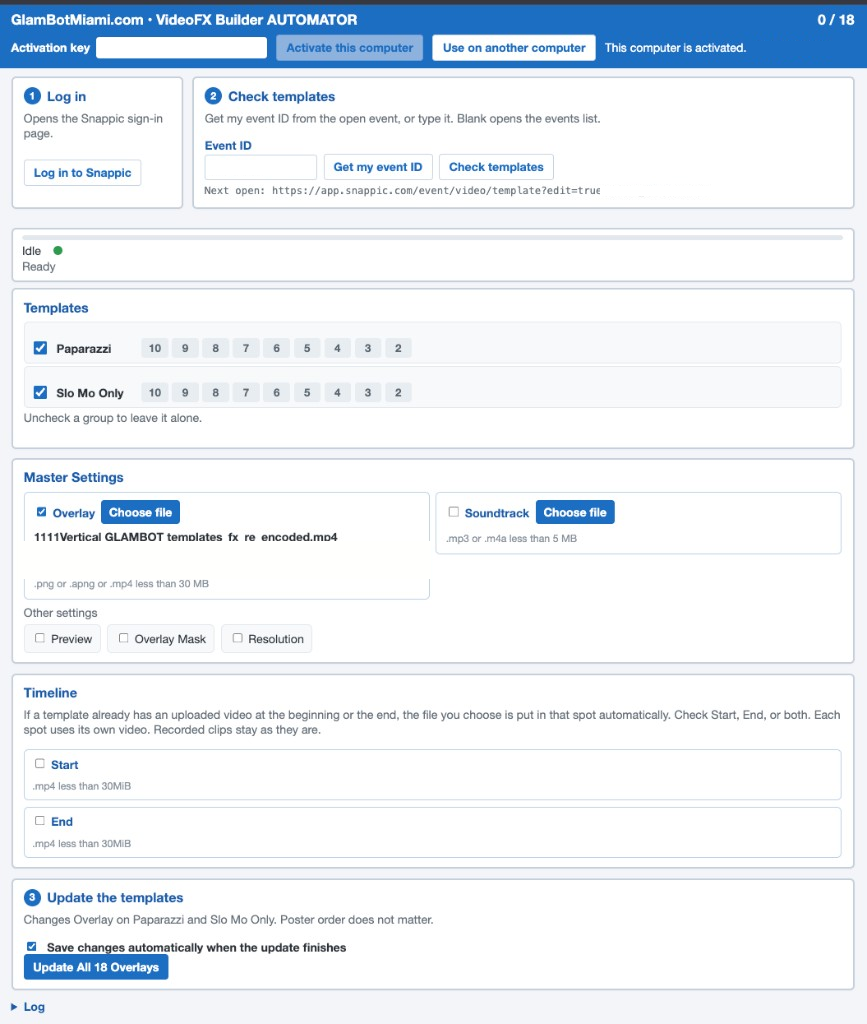 GlamBotMiami.com • VideoFX Builder AUTOMATOR 0 / 18
Activation key Activate this computer Use on another computer This computer is activated.
1 Log in
Opens the Snappic sign-in
page.
Log in to Snappic
2 Check templates
Get my event ID from the open event, or type it. Blank opens the events list.
Event ID
Get my event ID Check templates
Next open: https://app.snappic.com/event/video/template?edit=true
Idle
Ready
Templates
Paparazzi 10 9 8 7 6 5 4 3 2
Slo Mo Only 10 9 8 7 6 5 4 3 2
Uncheck a group to leave it alone.
Master Settings
Overlay Choose file
1111Vertical GLAMBOT templates_fx_re_encoded.mp4
.png or .apng or .mp4 less than 30 MB
Soundtrack Choose file
.mp3 or .m4a less than 5 MB
Other settings
Preview Overlay Mask Resolution
Timeline
If a template already has an uploaded video at the beginning or the end, the file you choose is put in that spot automatically. Check Start, End, or both. Each
spot uses its own video. Recorded clips stay as they are.
Start
.mp4 less than 30MiB
End
.mp4 less than 30MiB
3 Update the templates
Changes Overlay on Paparazzi and Slo Mo Only. Poster order does not matter.
Save changes automatically when the update finishes
Update All 18 Overlays
Log